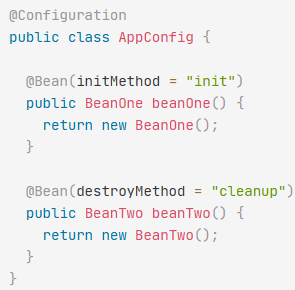 @Configuration
public class AppConfig {
  @Bean(initMethod = "init")
  public BeanOne beanOne() {
    return new BeanOne();
  }
  @Bean(destroyMethod = "cleanup")
  public BeanTwo beanTwo() {
    return new BeanTwo();
  }
}